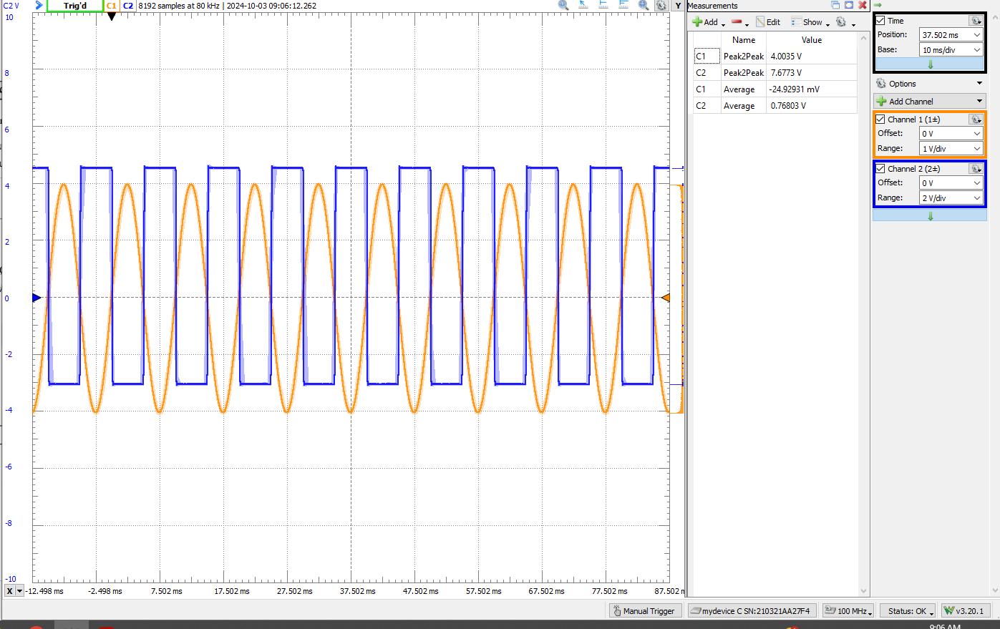 C2 V Trig'd C1 C2 8192 samples at 80 kHz | 2024-10-03 09:06:12.262 Y
10
8
6
4
2
0
-2
-4
-6
-8
-10
X -12.498 ms -2.498 ms 7.502 ms 17.502 ms 27.502 ms 37.502 ms 47.502 ms 57.502 ms 67.502 ms 77.502 ms 87.502 m
Measurements
Add Edit Show
Name Value
C1 Peak2Peak 4.0035 V
C2 Peak2Peak 7.6773 V
C1 Average -24.92931 mV
C2 Average 0.76803 V
Time
Position: 37.502 ms
Base: 10 ms/div
Options
Add Channel
Channel 1 (1±)
Offset: 0 V
Range: 1 V/div
Channel 2 (2±)
Offset: 0 V
Range: 2 V/div
Manual Trigger mydevice C SN:210321AA27F4 100 MHz Status: OK W v3.20.1
9:06 AM